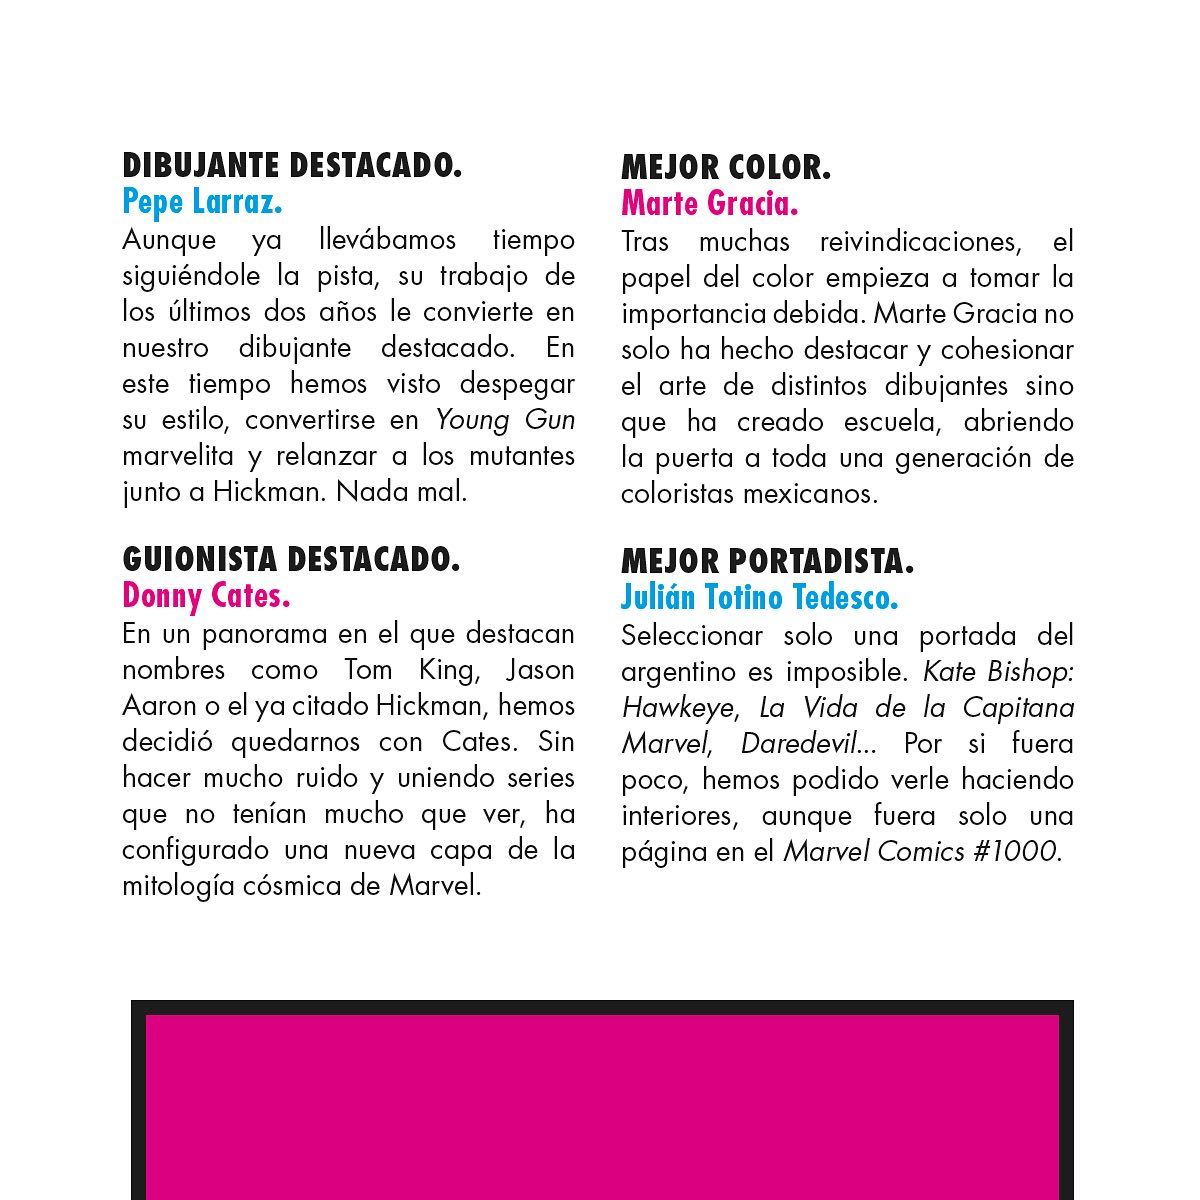 DIBUJANTE DESTACADO.
Pepe Larraz.
Aunque ya llevábamos tiempo
siguiéndole la pista, su trabajo de
los últimos dos años le convierte en
nuestro dibujante destacado. En
este tiempo hemos visto despegar
su estilo, convertirse en Young Gun
marvelita y relanzar a los mutantes
junto a Hickman. Nada mal.
GUIONISTA DESTACADO.
Donny Cates.
En un panorama en el que destacan
nombres como Tom King, Jason
Aaron o el ya citado Hickman, hemos
decidió quedarnos con Cates. Sin
hacer mucho ruido y uniendo series
que no tenían mucho que ver, ha
configurado una nueva capa de la
mitología cósmica de Marvel.
MEJOR COLOR.
Marte Gracia.
Tras muchas reivindicaciones, el
papel del color empieza a tomar la
importancia debida. Marte Gracia no
solo ha hecho destacar y cohesionar
el arte de distintos dibujantes sino
que ha creado escuela, abriendo
la puerta a toda una generación de
coloristas mexicanos.
MEJOR PORTADISTA.
Julián Totino Tedesco.
Seleccionar solo una portada del
argentino es imposible. Kate Bishop:
Hawkeye, La Vida de la Capitana
Marvel, Daredevil... Por si fuera
poco, hemos podido verle haciendo
interiores, aunque fuera solo una
página en el Marvel Comics #1000.